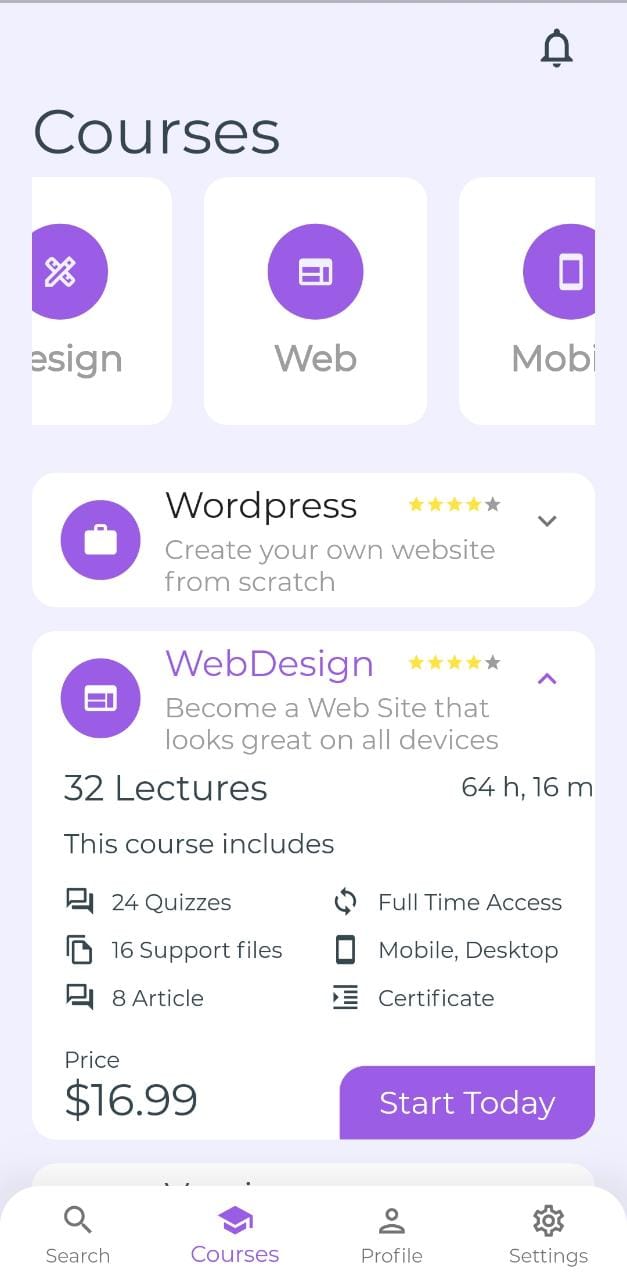 Courses
esign
Web
Mobi
Wordpress
Create your own website
from scratch
WebDesign
Become a Web Site that
looks great on all devices
32 Lectures
64 h, 16 m
This course includes
24 Quizzes
Full Time Access
16 Support files
Mobile, Desktop
8 Article
Certificate
Price
$16.99
Start Today
Search
Courses
Profile
Settings